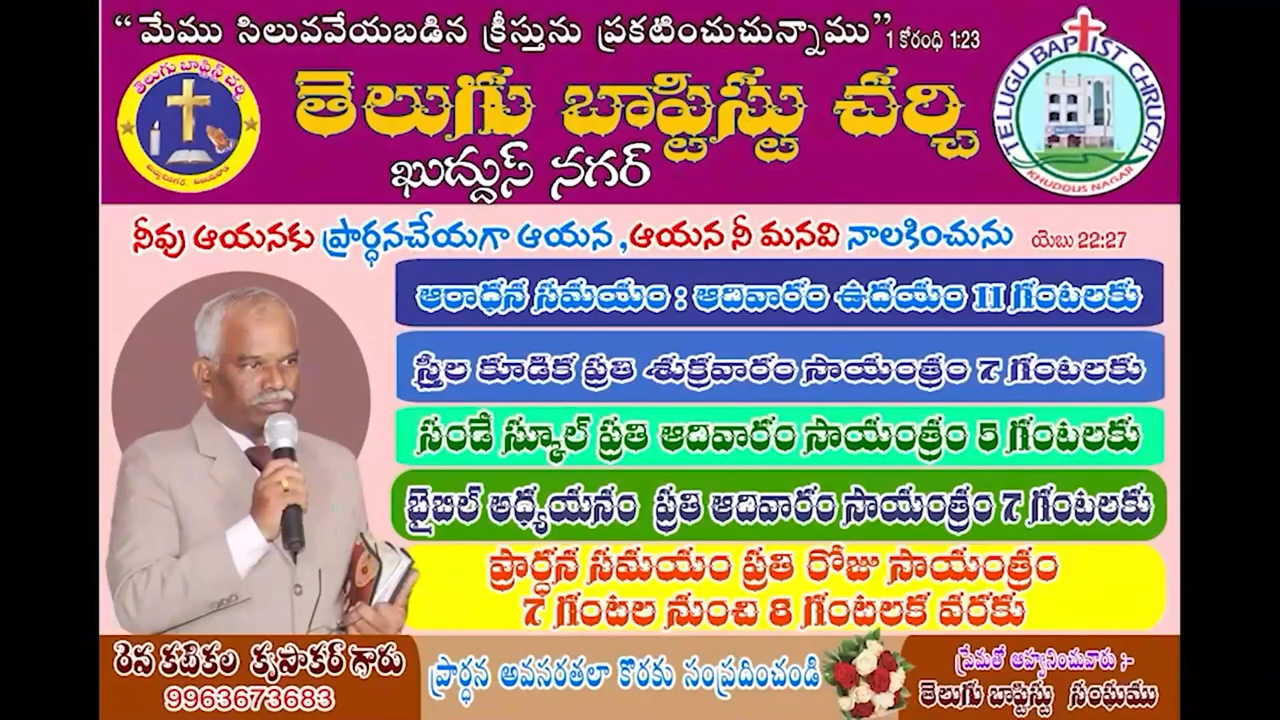 “మేము సిలువవేయబడిన క్రీస్తును ప్రకటించుచున్నాము” 1 కోరంథి 1:23
తెలుగు బాప్టిస్ట్ చర్చి
తెలుగు బాప్టిస్టు చర్చి
TELUGU BAPTIST CHRUCH
KHUDDUS NAGAR
ఖుద్దుస్ నగర్
నీవు ఆయనకు ప్రార్ధనచేయగా ఆయన ,ఆయన నీ మనవి నాలకించును యెబు 22:27
ఆరాధన సమయం : ఆదివారం ఉదయం 11 గంటలకు
స్త్రీల కూడిక ప్రతి శుక్రవారం సాయంత్రం 7 గంటలకు
సండే స్కూల్ ప్రతి ఆదివారం సాయంత్రం 5 గంటలకు
బైబిల్ అధ్యయనం ప్రతి ఆదివారం సాయంత్రం 7 గంటలకు
ప్రార్ధన సమయం ప్రతి రోజు సాయంత్రం
7 గంటల నుంచి 8 గంటలక వరకు
రెవ కటికల కృపాకర్ గారు
9963673683
ప్రార్ధన అవసరతలా కొరకు సంప్రదించండి
ప్రేమతో ఆహ్వనించువారు :-
తెలుగు బాప్టిస్టు సంఘము